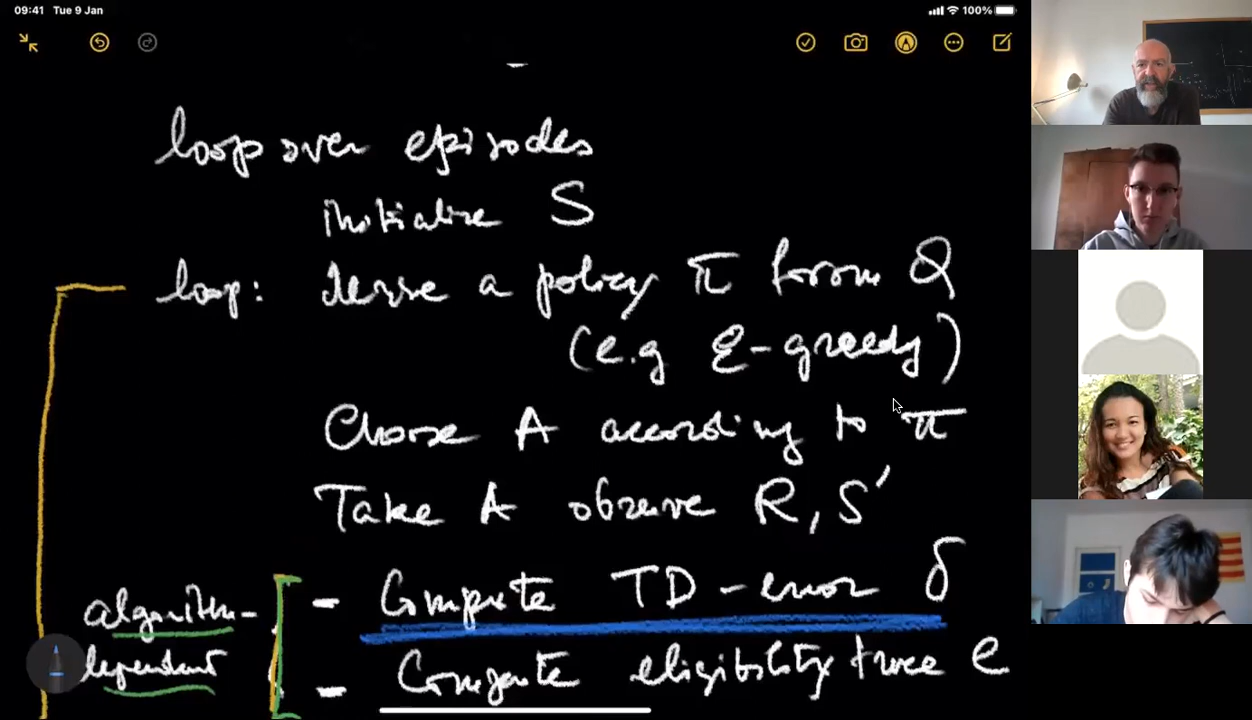 09:41 Tue 9 Jan 100%
loop over episodes
initialise S
loop: derive a policy π from Q
(e.g ε-greedy)
Choose A according to π
Take A observe R, S'
algorithm-dependent
- Compute TD-error δ
- Compute eligibility trace e